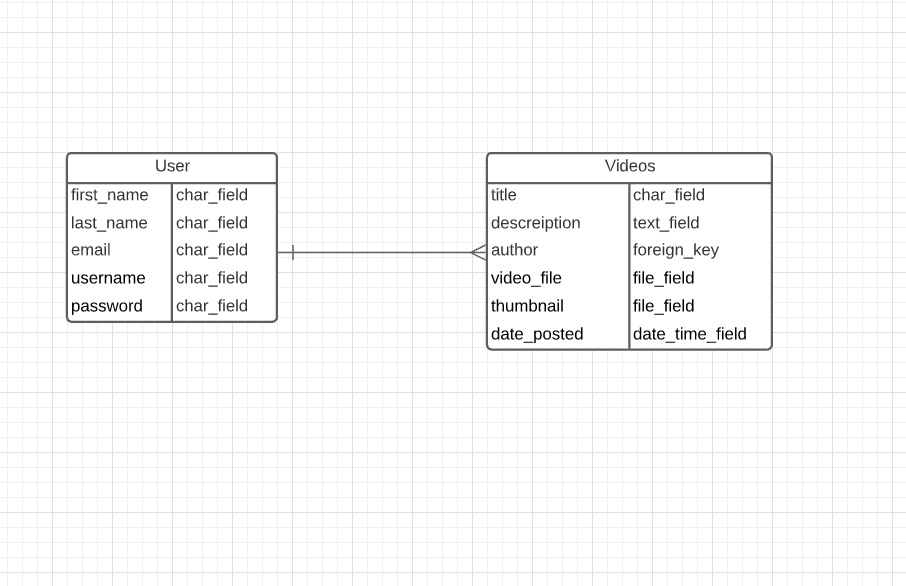 User
first_name char_field
last_name char_field
email char_field
username char_field
password char_field
Videos
title char_field
descreiption text_field
author foreign_key
video_file file_field
thumbnail file_field
date_posted date_time_field